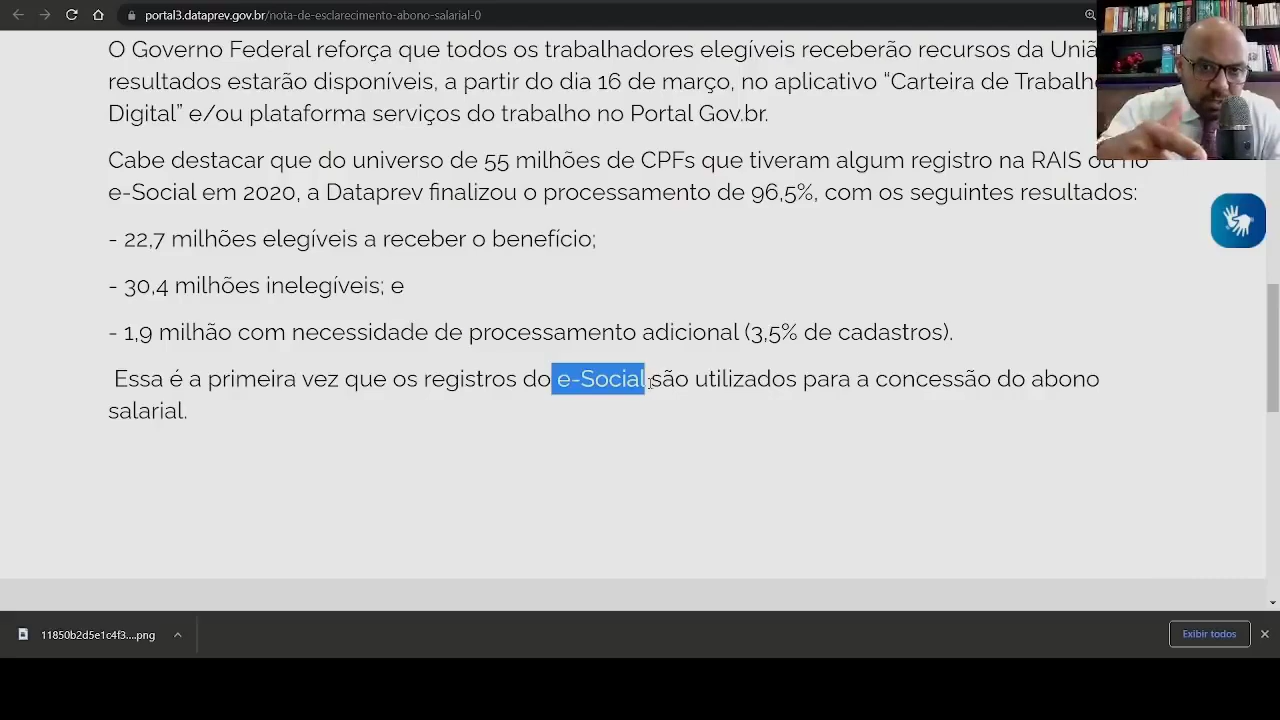 portal3.dataprev.gov.br/nota-de-esclarecimento-abono-salarial-0
O Governo Federal reforça que todos os trabalhadores elegíveis receberão recursos da
resultados estarão disponíveis, a partir do dia 16 de março, no aplicativo “Carteira de Trabalho
Digital” e/ou plataforma serviços do trabalho no Portal Gov.br.
Cabe destacar que do universo de 55 milhões de CPFs que tiveram algum registro na RAIS ou no
e-Social em 2020, a Dataprev finalizou o processamento de 96,5%, com os seguintes resultados:
- 22,7 milhões elegíveis a receber o benefício;
- 30,4 milhões inelegíveis; e
- 1,9 milhão com necessidade de processamento adicional (3,5% de cadastros).
Essa é a primeira vez que os registros do e-Social são utilizados para a concessão do abono
salarial.
11850b2d5e1c4f3....png
Exibir todos